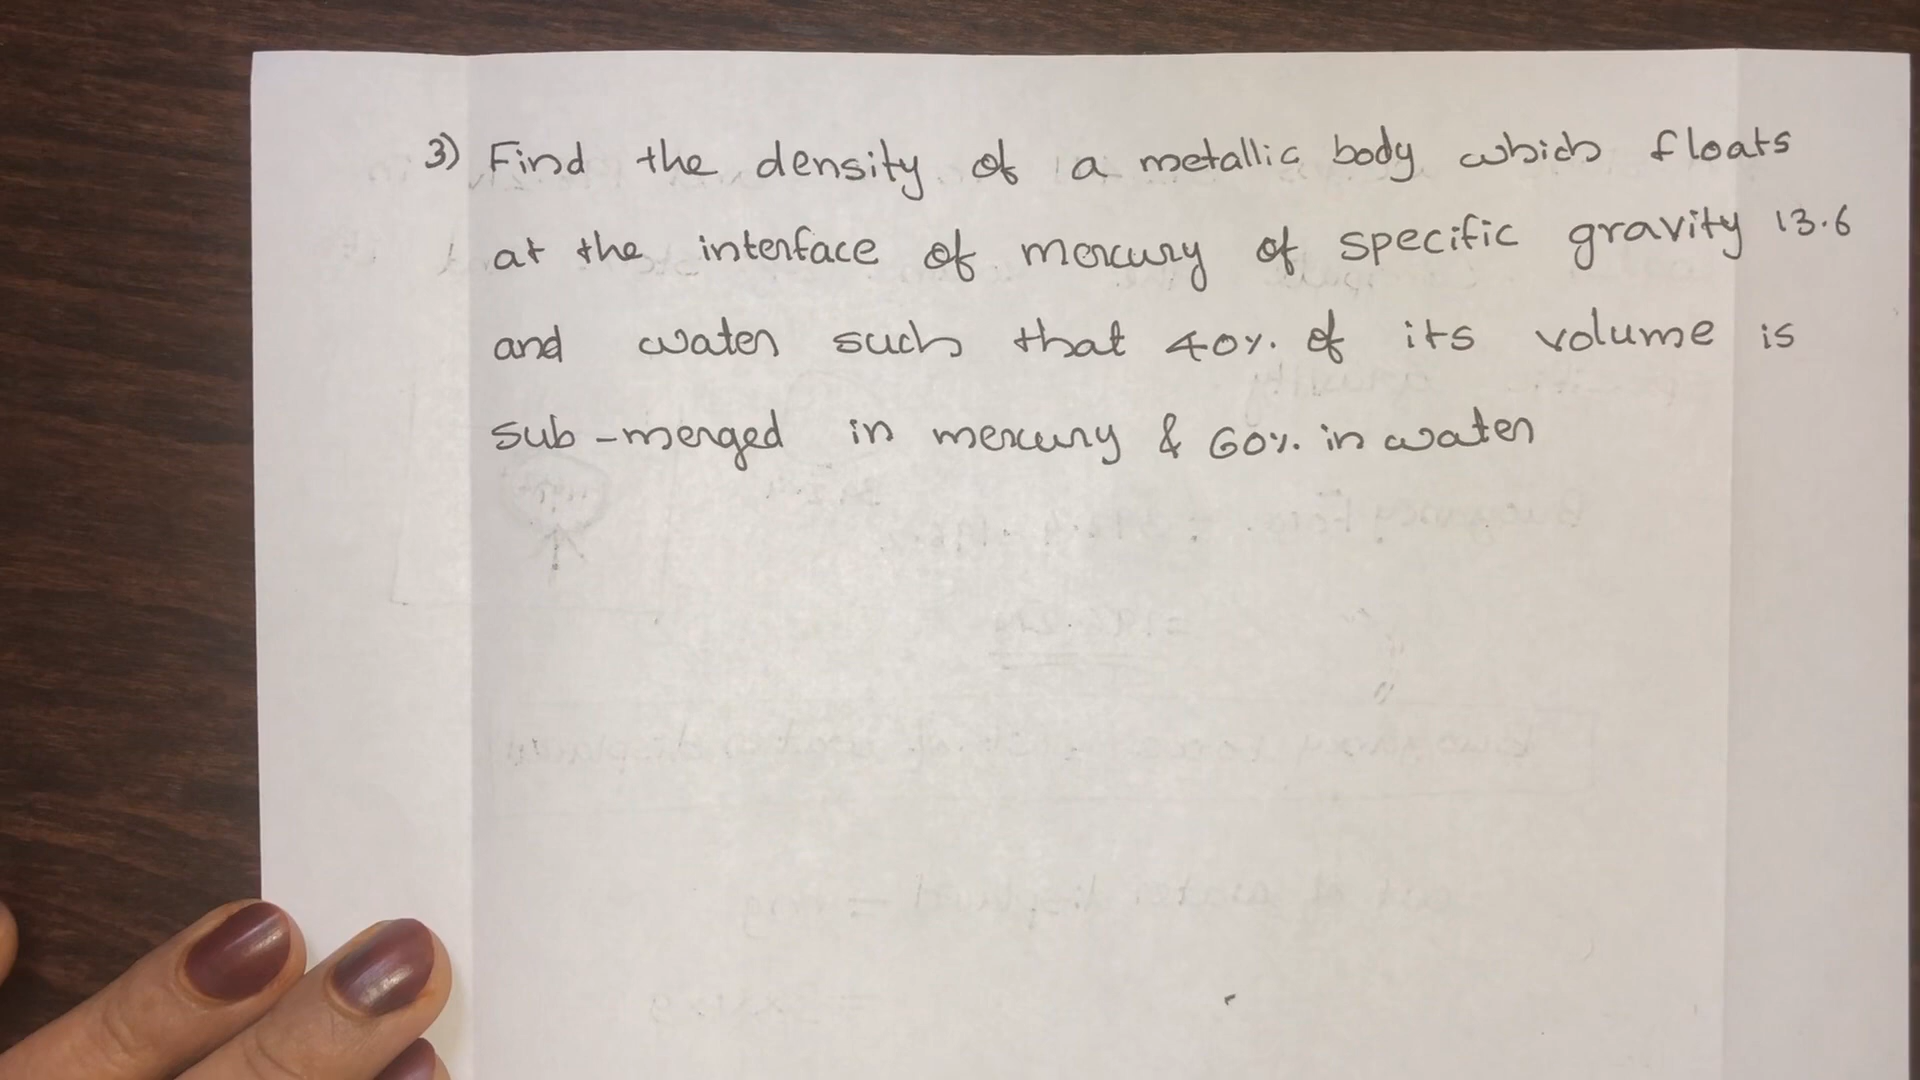 3) Find the density of a metallic body which floats
at the interface of mercury of specific gravity 13.6
and water such that 40%. of its volume is
sub-merged in mercury & 60%. in water